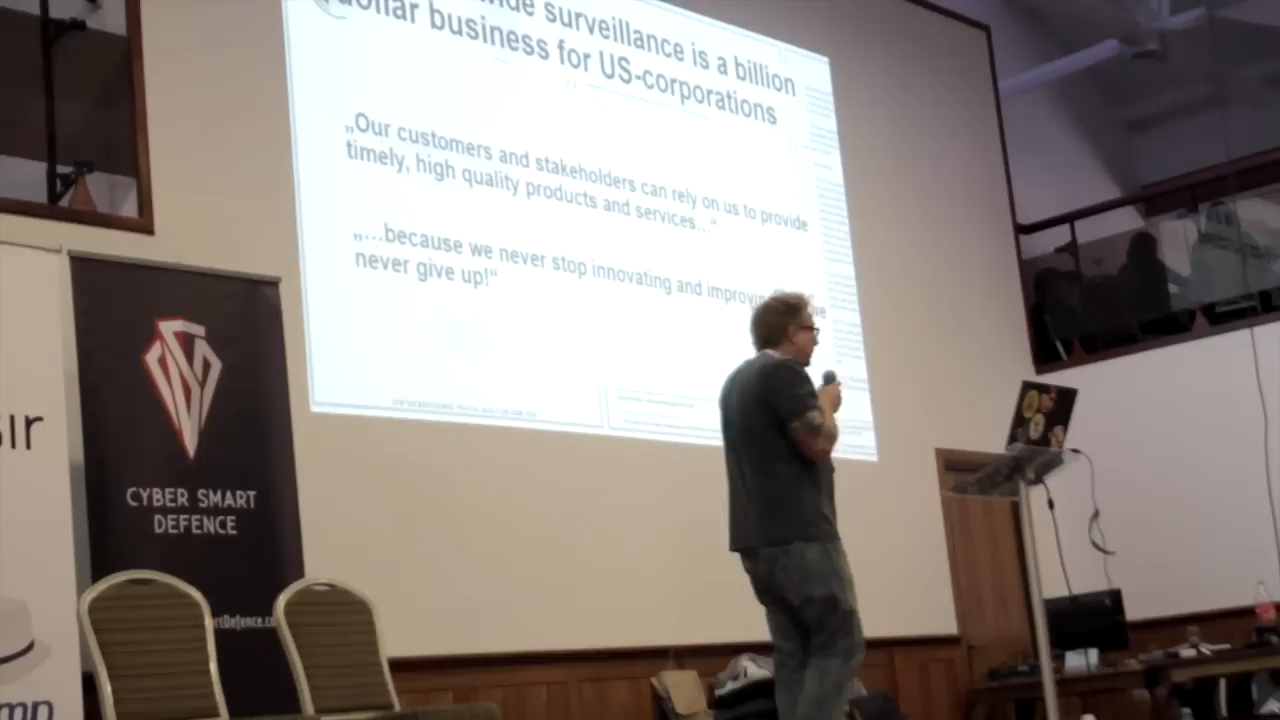 surveillance is a billion
dollar business for US-corporations
„Our customers and stakeholders can rely on us to provide
timely, high quality products and services..."
„...because we never stop innovating and
never give up!"
CYBER SMART
DEFENCE